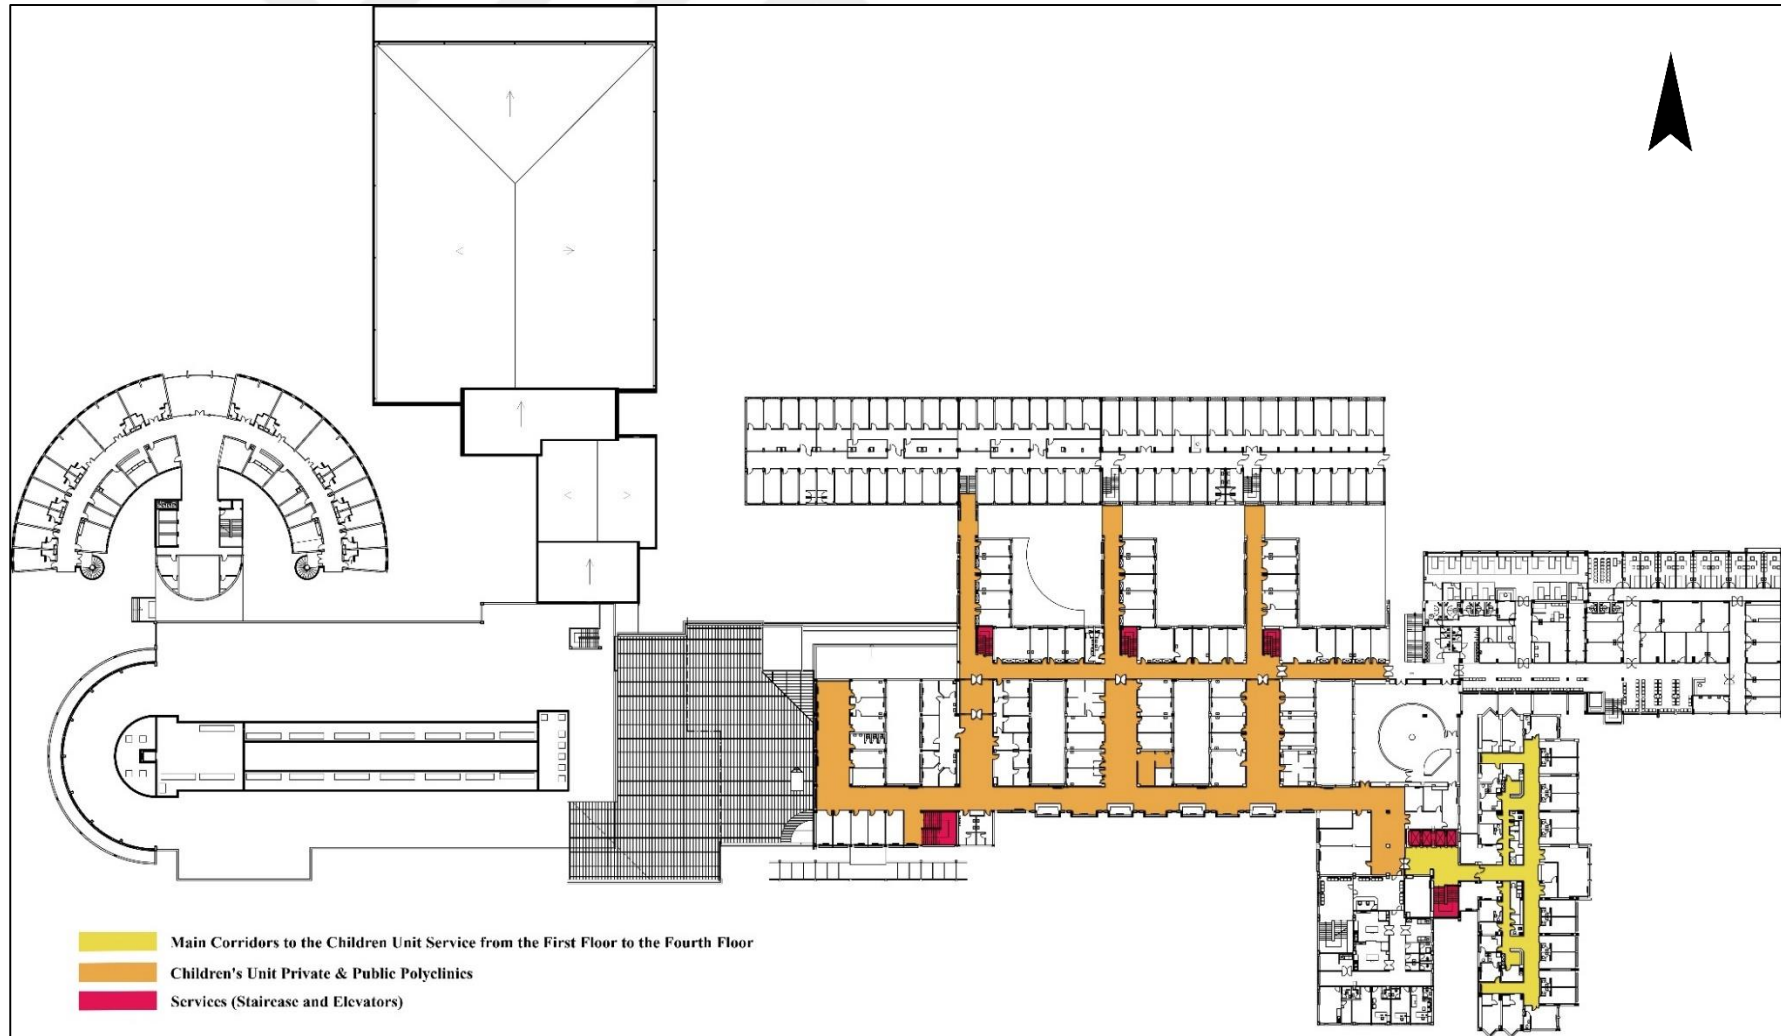 Main Corridors to the Children Unit Service from the First Floor to the Fourth Floor
Children's Unit Private & Public Polyclinics
Services (Staircase and Elevators)